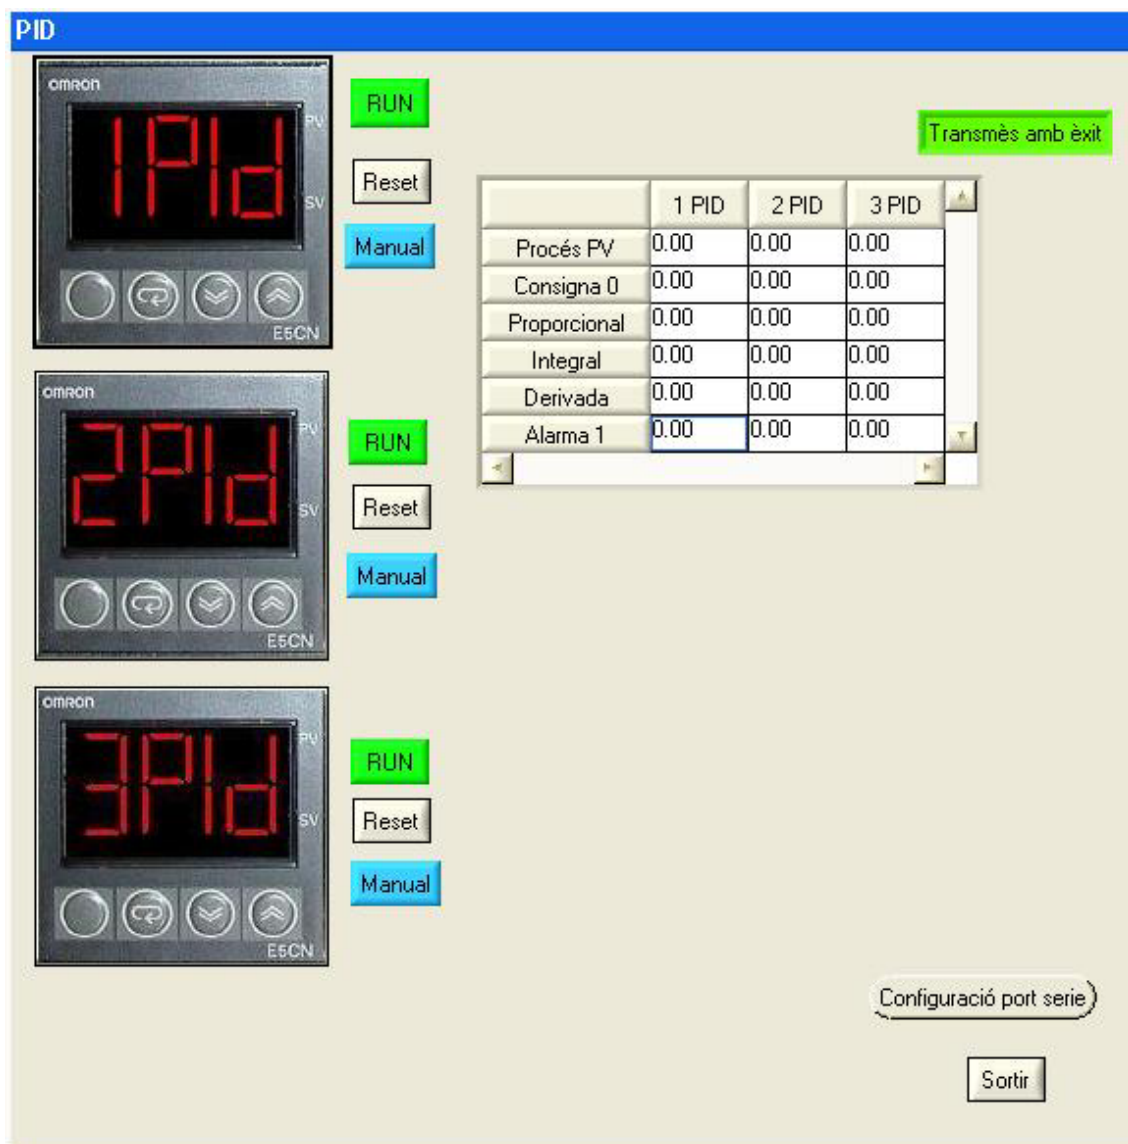 PID
OMRON
1PId
PV
SV
E5CN
RUN
Reset
Manual
Transmès amb èxit
1 PID 2 PID 3 PID
Procés PV 0.00 0.00 0.00
Consigna 0 0.00 0.00 0.00
Proporcional 0.00 0.00 0.00
Integral 0.00 0.00 0.00
Derivada 0.00 0.00 0.00
Alarma 1 0.00 0.00 0.00
OMRON
2PId
PV
SV
E5CN
RUN
Reset
Manual
OMRON
3PId
PV
SV
E5CN
RUN
Reset
Manual
Configuració port serie
Sortir